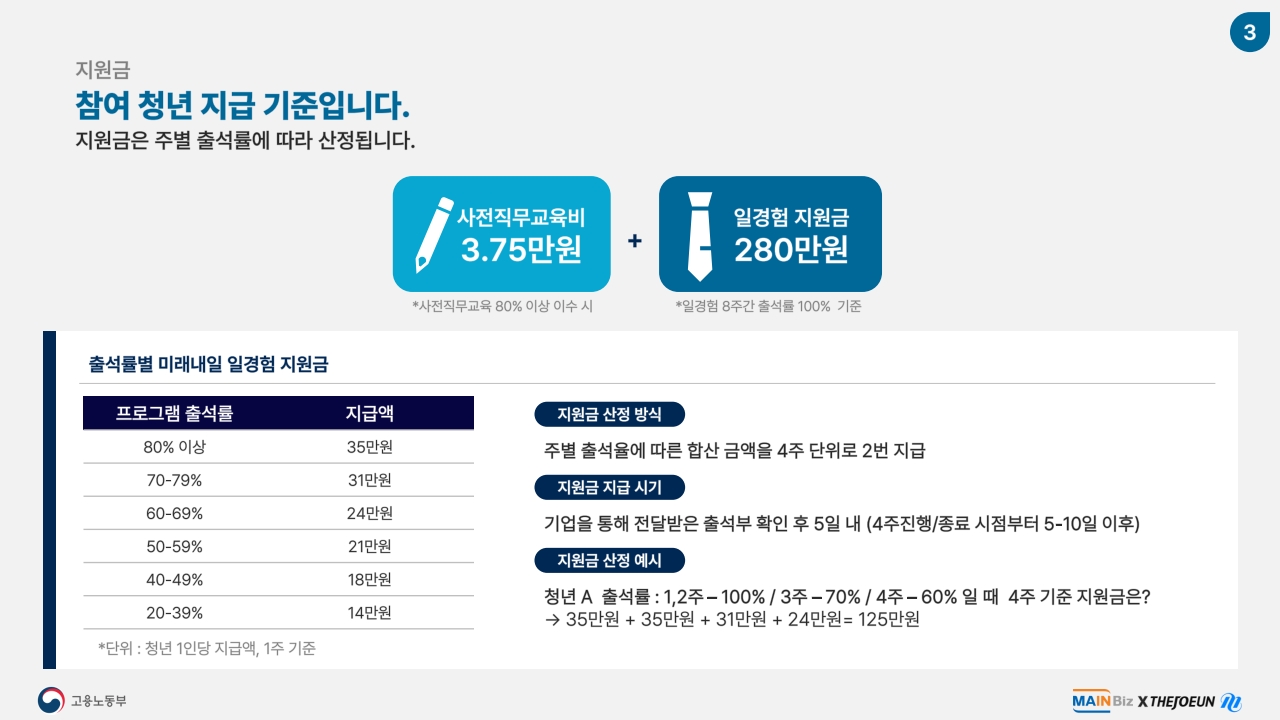 3
지원금
참여 청년 지급 기준입니다.
지원금은 주별 출석률에 따라 산정됩니다.
사전직무교육비
3.75만원
+
일경험 지원금
280만원
*사전직무교육 80% 이상 이수 시
*일경험 8주간 출석률 100% 기준
출석률별 미래내일 일경험 지원금
프로그램 출석률 지급액
80% 이상 35만원
70-79% 31만원
60-69% 24만원
50-59% 21만원
40-49% 18만원
20-39% 14만원
*단위 : 청년 1인당 지급액, 1주 기준
지원금 산정 방식
주별 출석율에 따른 합산 금액을 4주 단위로 2번 지급
지원금 지급 시기
기업을 통해 전달받은 출석부 확인 후 5일 내 (4주진행/종료 시점부터 5-10일 이후)
지원금 산정 예시
청년 A 출석률 : 1,2주 – 100% / 3주 – 70% / 4주 – 60% 일 때 4주 기준 지원금은?
→ 35만원 + 35만원 + 31만원 + 24만원= 125만원
고용노동부
MAINBiz X THEJOEUN